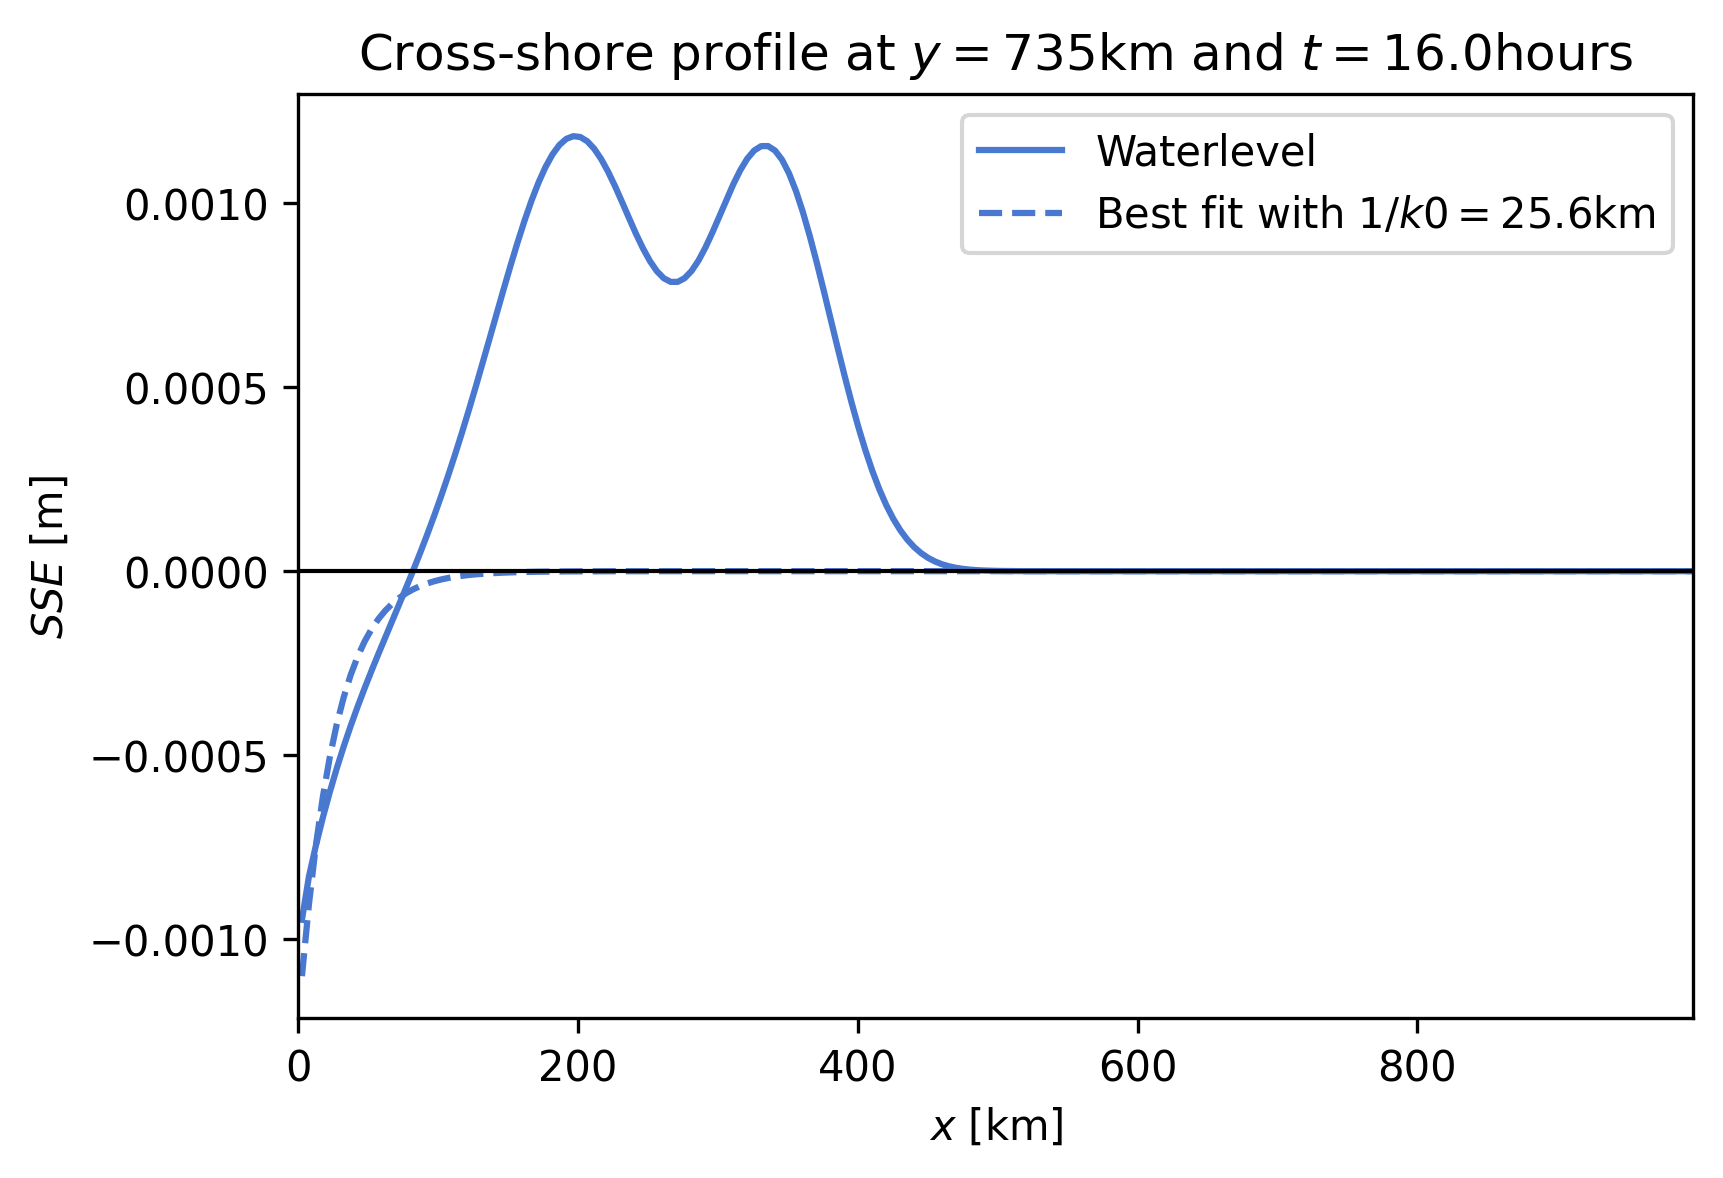 Cross-shore profile at y = 735km and t = 16.0hours
Waterlevel
Best fit with 1/k0 = 25.6km
0.0010
0.0005
0.0000
−0.0005
−0.0010
SSE [m]
0 200 400 600 800
x [km]